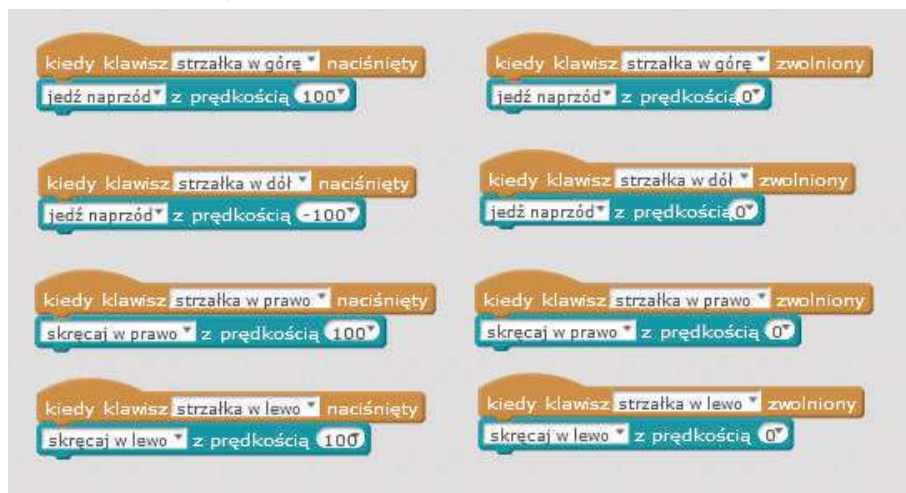 kiedy klawisz strzałka w górę naciśnięty
jedź naprzód z prędkością 100
kiedy klawisz strzałka w górę zwolniony
jedź naprzód z prędkością 0
kiedy klawisz strzałka w dół naciśnięty
jedź naprzód z prędkością -100
kiedy klawisz strzałka w dół zwolniony
jedź naprzód z prędkością 0
kiedy klawisz strzałka w prawo naciśnięty
skręcaj w prawo z prędkością 100
kiedy klawisz strzałka w prawo zwolniony
skręcaj w prawo z prędkością 0
kiedy klawisz strzałka w lewo naciśnięty
skręcaj w lewo z prędkością 100
kiedy klawisz strzałka w lewo zwolniony
skręcaj w lewo z prędkością 0